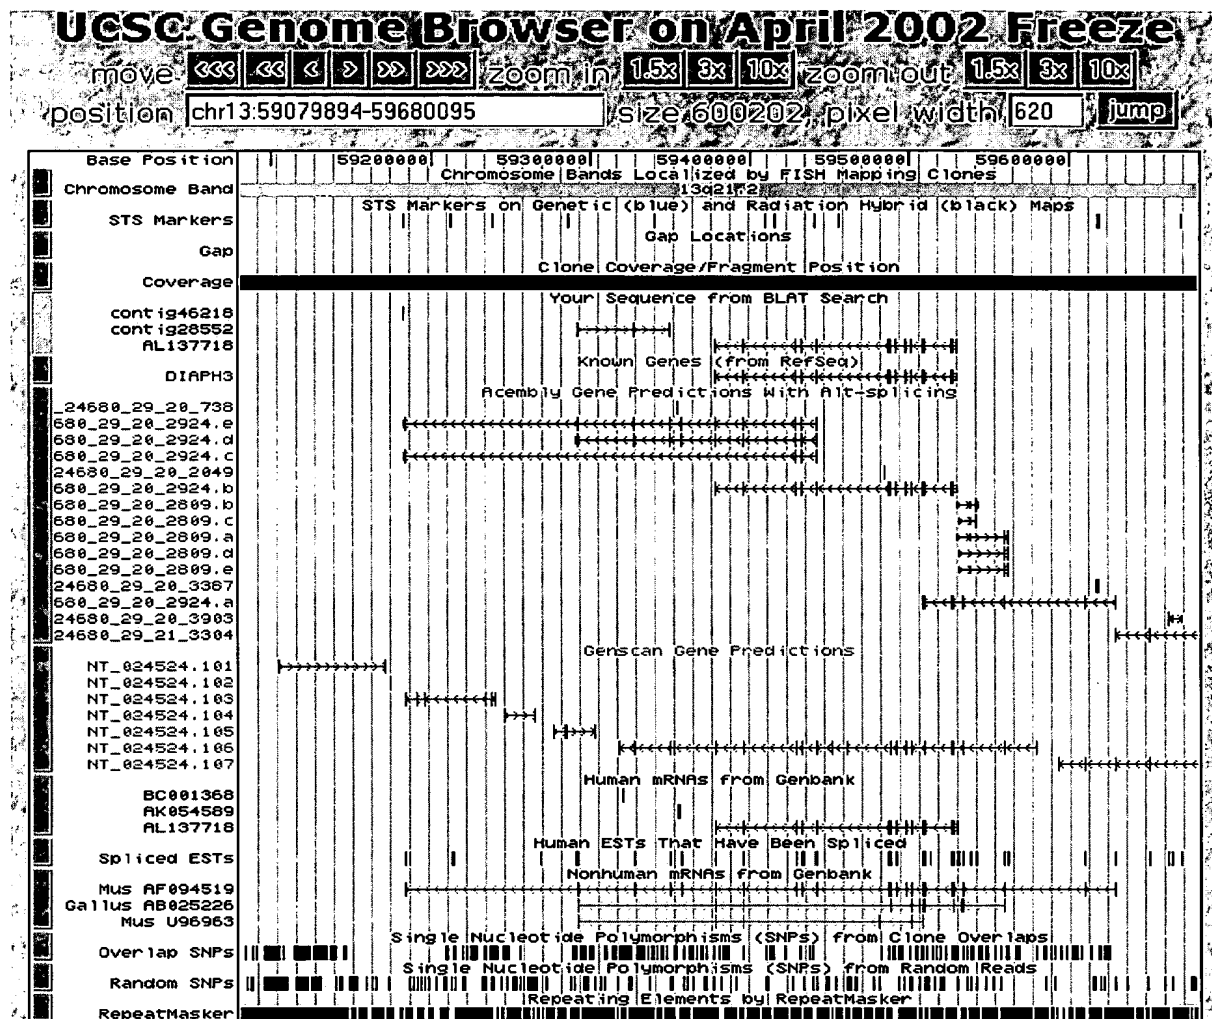 UCSC Genome Browser on April 2002 Freeze
move <<< << < > >> >>> zoom in 1.5x 3x 10x zoom out 1.5x 3x 10x
position chr13:59079894-59680095 size 600202, pixel width 620 jump
Base Position 59200000 59300000 59400000 59500000 59600000
Chromosome Bands Localized by FISH Mapping Clones
Chromosome Band 13q21.2
STS Markers on Genetic (blue) and Radiation Hybrid (black) Maps
STS Markers
Gap Locations
Gap
Clone Coverage/Fragment Position
Coverage
Your Sequence from BLAT Search
contig46218
contig28552
AL137718
Known Genes (from RefSeq)
DIAPH3
Acembly Gene Predictions With Alt-splicing
_24680_29_20_738
680_29_20_2924.e
680_29_20_2924.d
680_29_20_2924.c
24680_29_20_2049
680_29_20_2924.b
680_29_20_2809.b
680_29_20_2809.c
680_29_20_2809.a
680_29_20_2809.d
680_29_20_2809.e
24680_29_20_3387
680_29_20_2924.a
24680_29_20_3903
24680_29_21_3304
Genscan Gene Predictions
NT_024524.101
NT_024524.102
NT_024524.103
NT_024524.104
NT_024524.105
NT_024524.106
NT_024524.107
Human mRNAs from Genbank
BC001368
AK054589
AL137718
Human ESTs That Have Been Spliced
Spliced ESTs
Nonhuman mRNAs from Genbank
Mus AF094519
Gallus AB025226
Mus U96963
Single Nucleotide Polymorphisms (SNPs) from Clone Overlaps
Overlap SNPs
Single Nucleotide Polymorphisms (SNPs) from Random Reads
Random SNPs
Repeating Elements by RepeatMasker
RepeatMasker